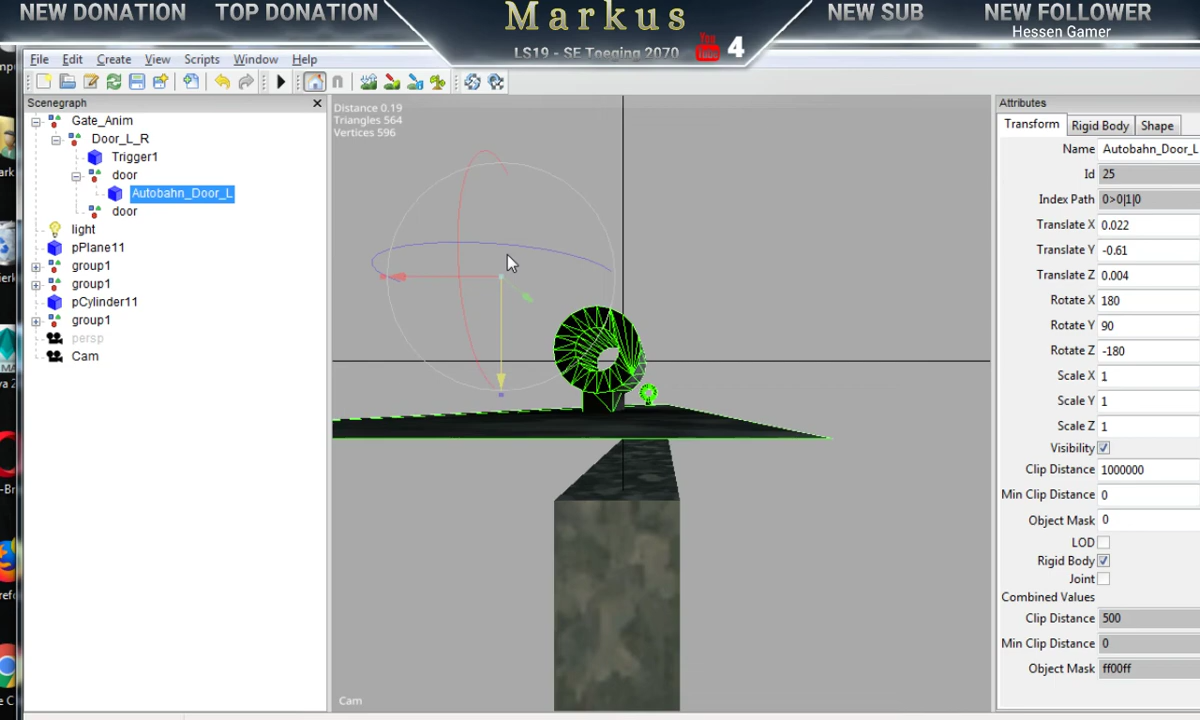 NEW DONATION
TOP DONATION
Markus
NEW SUB
NEW FOLLOWER
Hessen Gamer
LS19 - SE Toeging 2070
You
Tube
4
File Edit Create View Scripts Window Help
Scenegraph
Gate_Anim
Door_L_R
Trigger1
door
Autobahn_Door_L
door
light
pPlane11
group1
group1
pCylinder11
group1
persp
Cam
Distance 0.19
Triangles 564
Vertices 596
Cam
Attributes
Transform Rigid Body Shape
Name Autobahn_Door_L
Id 25
Index Path 0>0|1|0
Translate X 0.022
Translate Y -0.61
Translate Z 0.004
Rotate X 180
Rotate Y 90
Rotate Z -180
Scale X 1
Scale Y 1
Scale Z 1
Visibility
Clip Distance 1000000
Min Clip Distance 0
Object Mask 0
LOD
Rigid Body
Joint
Combined Values
Clip Distance 500
Min Clip Distance 0
Object Mask ff00ff